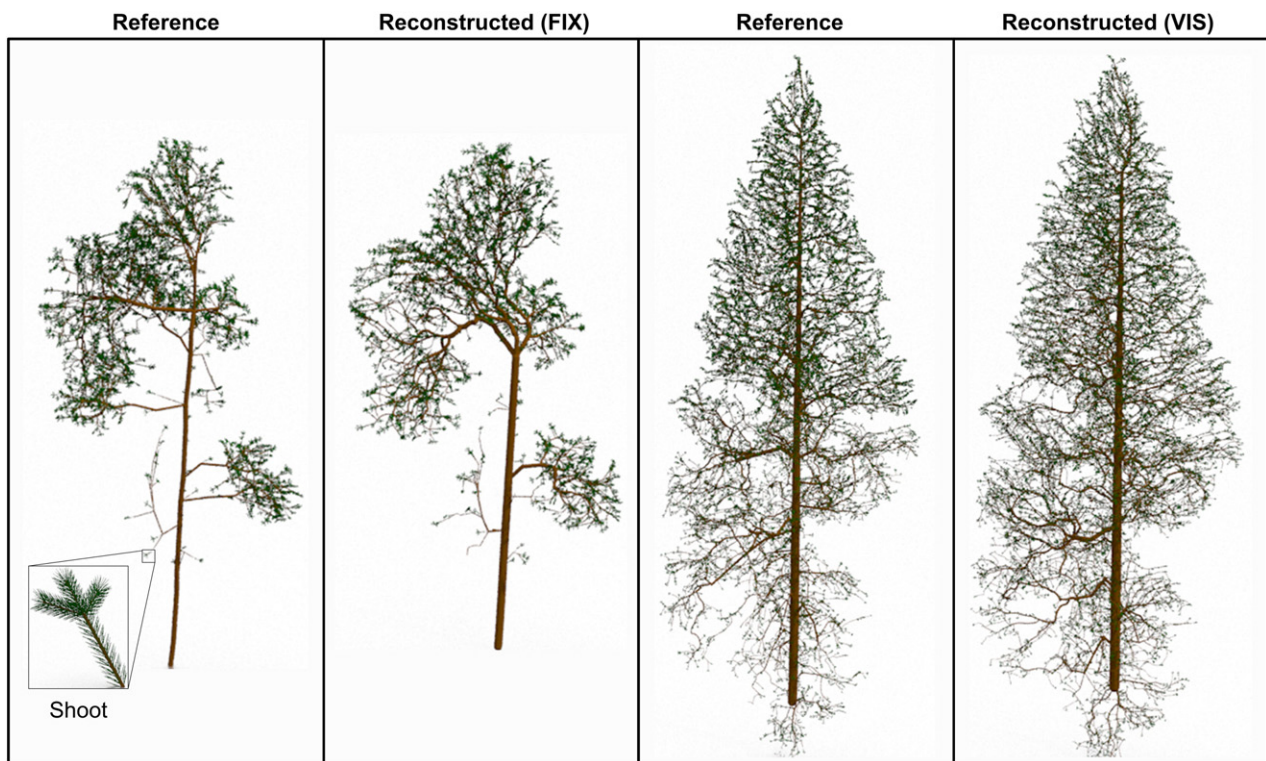 Reference
Reconstructed (FIX)
Reference
Reconstructed (VIS)
Shoot